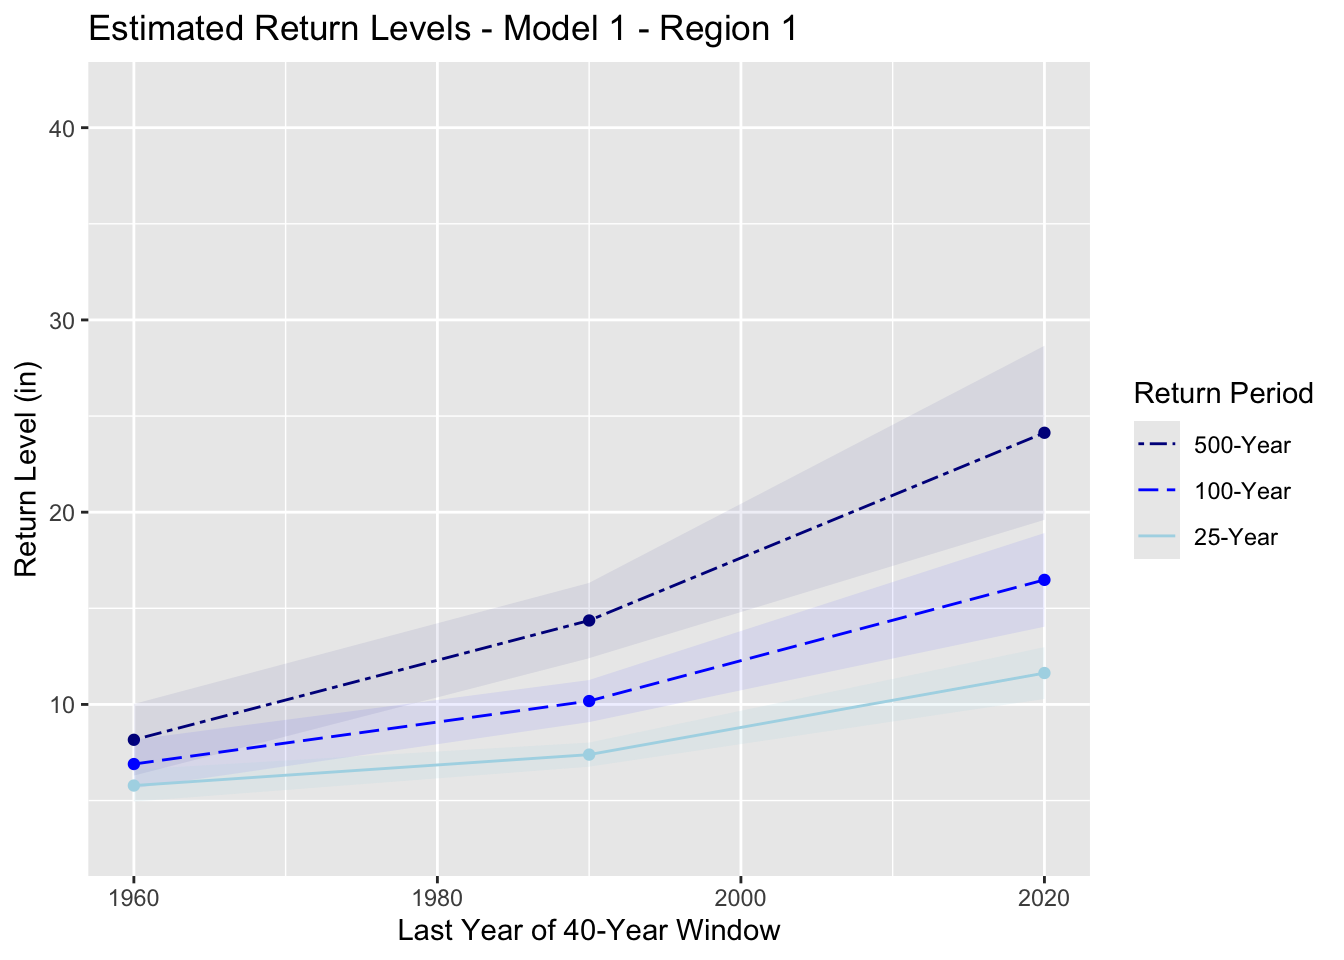 Estimated Return Levels - Model 1 - Region 1
Return Level (in)
40
30
20
10
1960
1980
2000
2020
Last Year of 40-Year Window
Return Period
500-Year
100-Year
25-Year